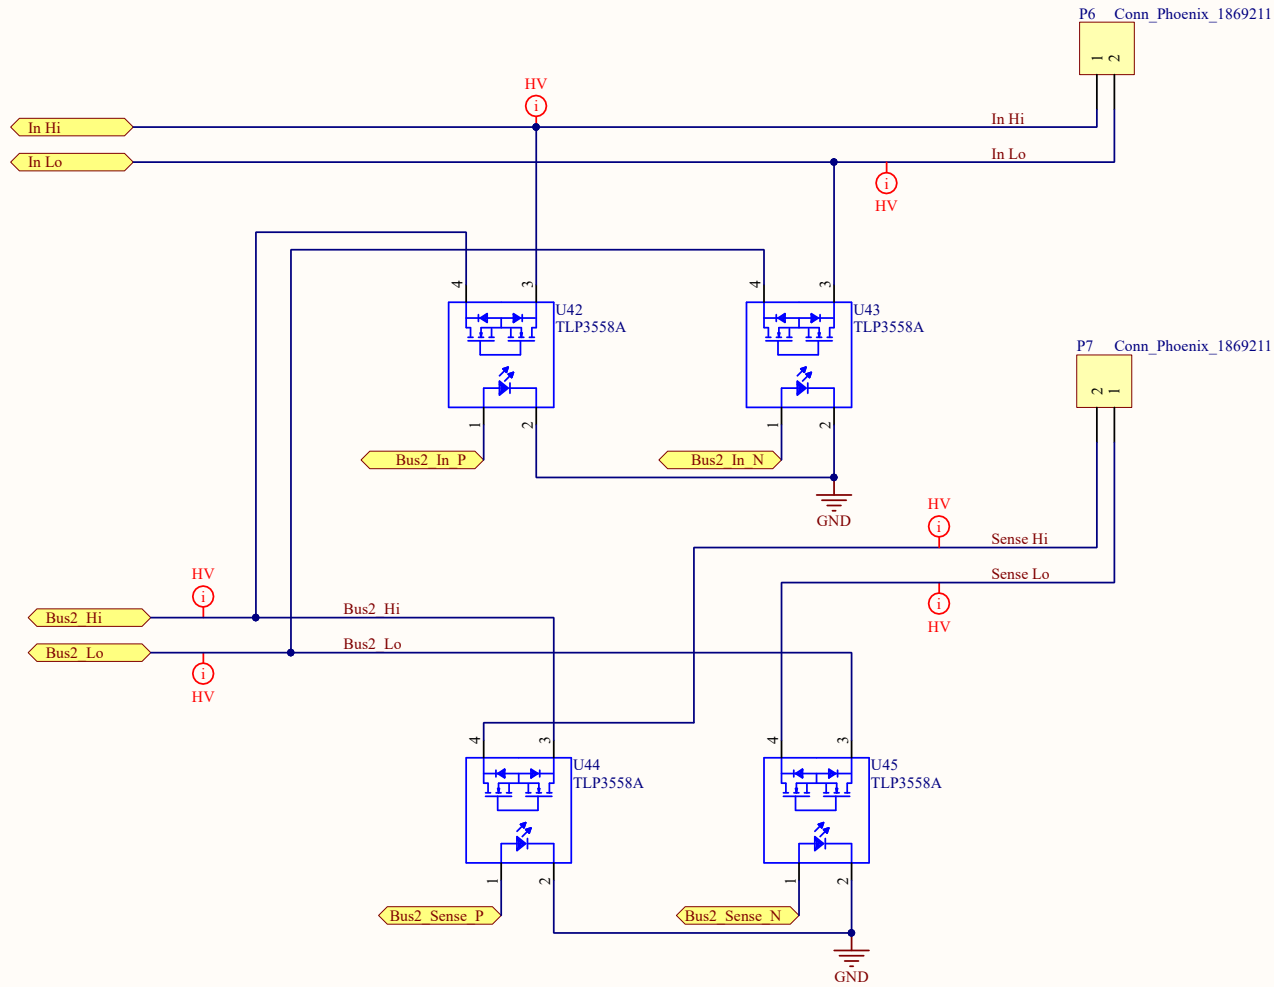 P6 Conn_Phoenix_1869211
1
2
HV
i
In Hi
In Hi
In Lo
In Lo
i
HV
4
3
U42
TLP3558A
4
3
U43
TLP3558A
P7 Conn_Phoenix_1869211
2
1
1
2
1
2
Bus2_In_P
Bus2_In_N
GND
HV
i
Sense Hi
Sense Lo
i
HV
HV
i
Bus2_Hi
Bus2_Hi
Bus2_Lo
Bus2_Lo
i
HV
4
3
U44
TLP3558A
4
3
U45
TLP3558A
1
2
1
2
Bus2_Sense_P
Bus2_Sense_N
GND